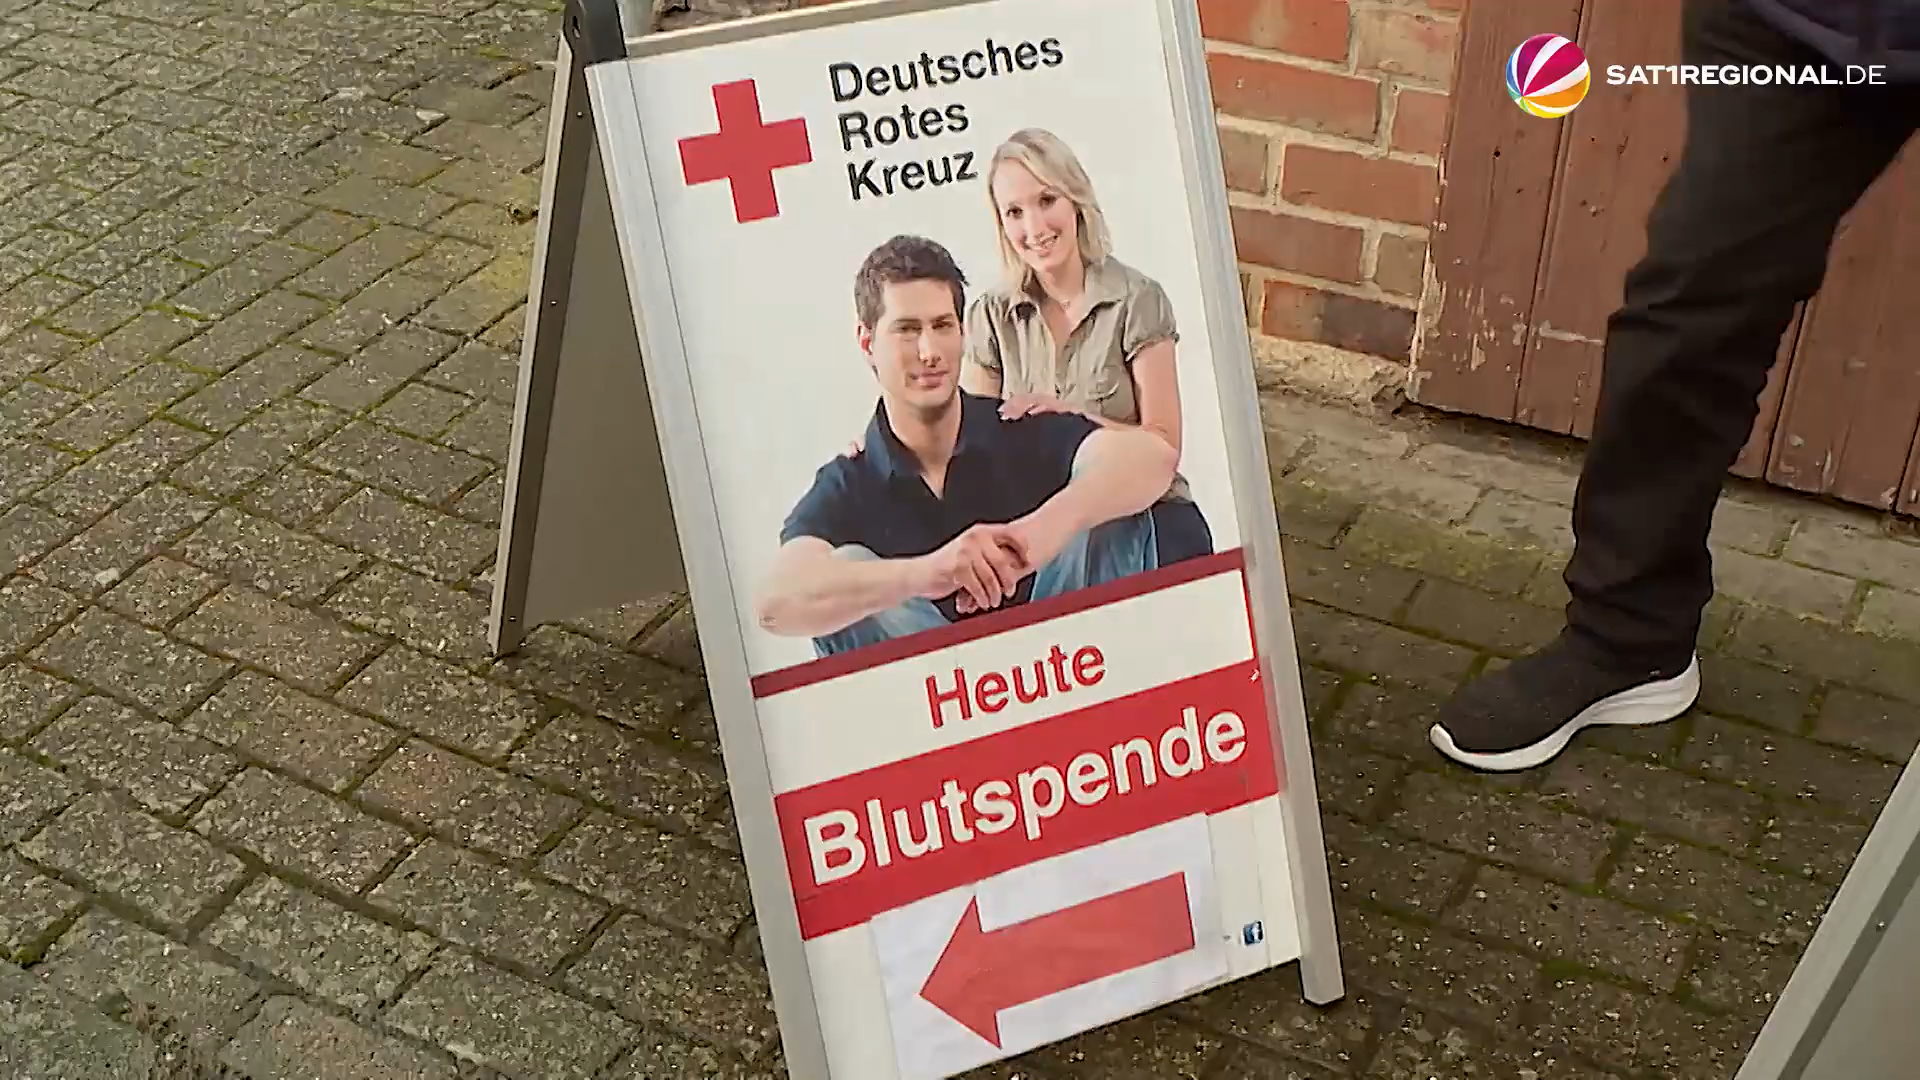 Deutsches
Rotes
Kreuz
SAT1REGIONAL.DE
Heute
Blutspende